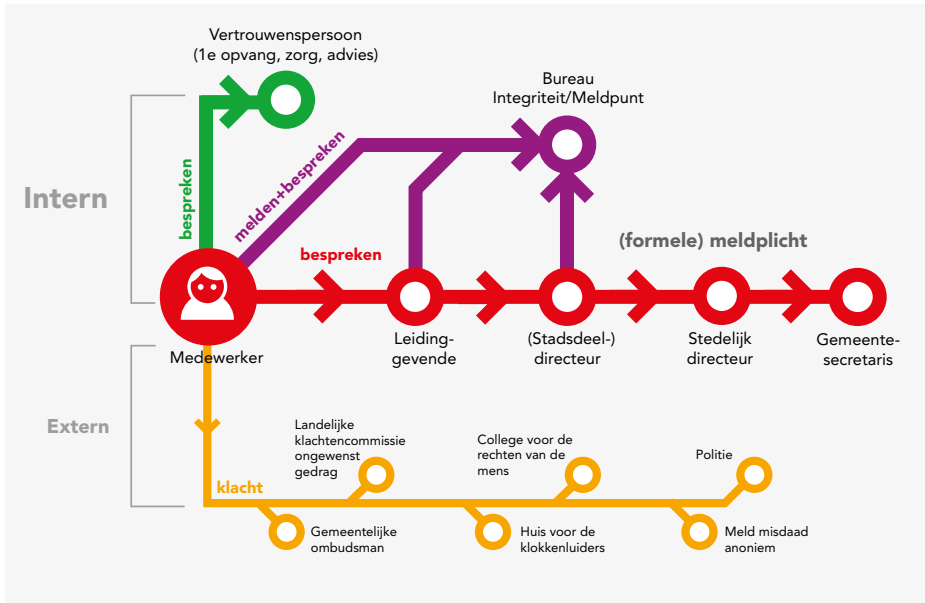 Vertrouwenspersoon
(1e opvang, zorg, advies)
Bureau
Integriteit/Meldpunt
Intern
bespreken
melden+bespreken
bespreken
(formele) meldplicht
Medewerker
Leiding-
gevende
(Stadsdeel-)
directeur
Stedelijk
directeur
Gemeente-
secretaris
Extern
klacht
Landelijke
klachtencommissie
ongewenst
gedrag
College voor de
rechten van de
mens
Politie
Gemeentelijke
ombudsman
Huis voor de
klokkenluiders
Meld misdaad
anoniem